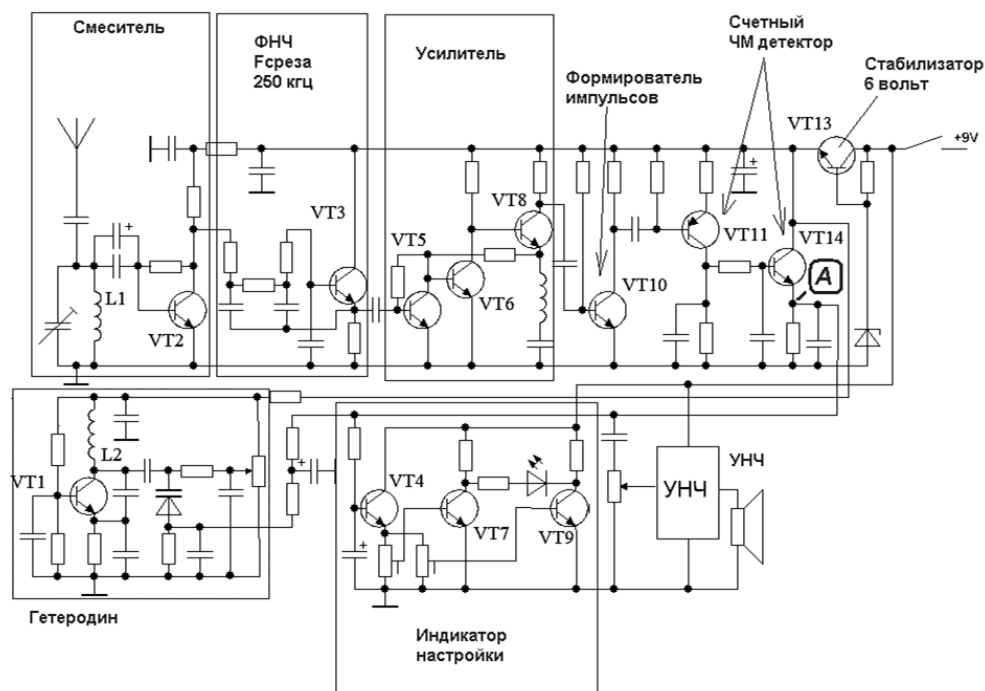 Смеситель
ФНЧ
Fсреза
250 кгц
Усилитель
Формирователь
импульсов
Счетный
ЧМ детектор
Стабилизатор
6 вольт
VT13
+9V
VT3
VT8
VT5
VT11
VT14
L1
+
VT2
VT6
VT10
A
+
L2
VT1
+
VT4
VT7
VT9
+
УНЧ
УНЧ
Гетеродин
Индикатор
настройки